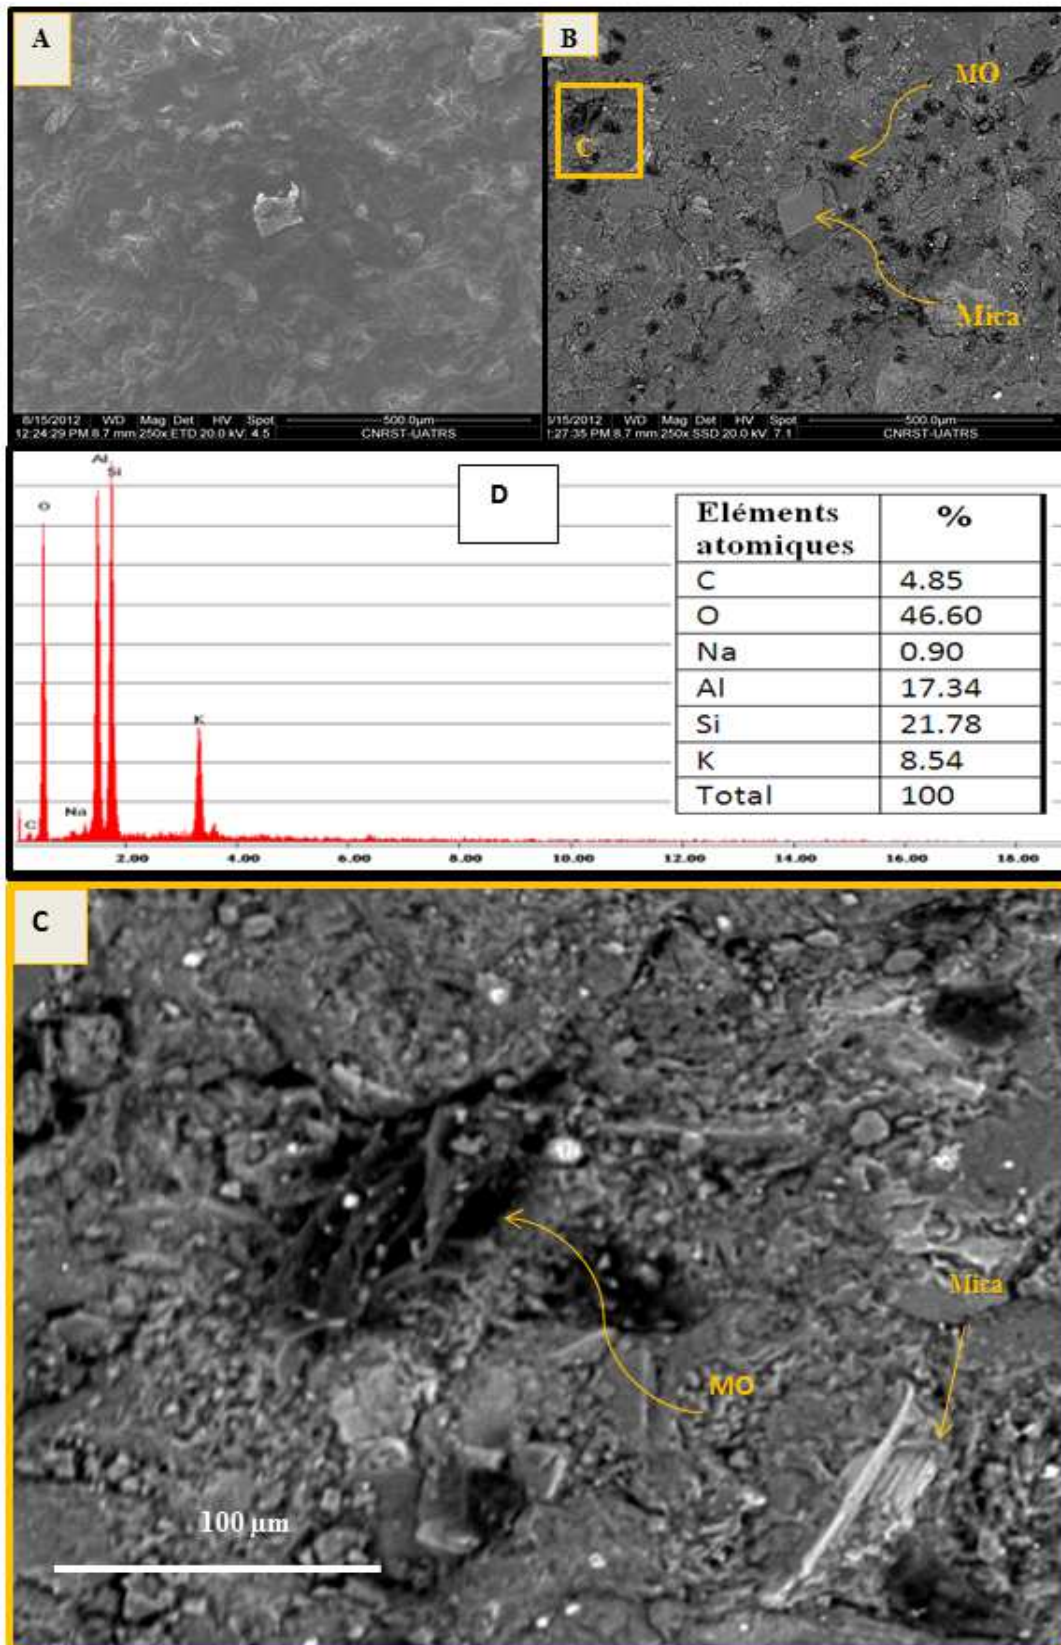 A
B
MO
C
Mica
8/15/2012 WD Mag Det HV Spot 500.0µm
12:24:29 PM 8.7 mm 250x ETD 20.0 kV 4.5 CNRST-UATRS
5/15/2012 WD Mag Det HV Spot 500.0µm
:27:35 PM 8.7 mm 250x SSD 20.0 kV 7.1 CNRST-UATRS
D
O
Al
Si
K
C
Na
2.00 4.00 6.00 8.00 10.00 12.00 14.00 16.00 18.00
Eléments atomiques %
C 4.85
O 46.60
Na 0.90
Al 17.34
Si 21.78
K 8.54
Total 100
C
Mica
MO
100 µm